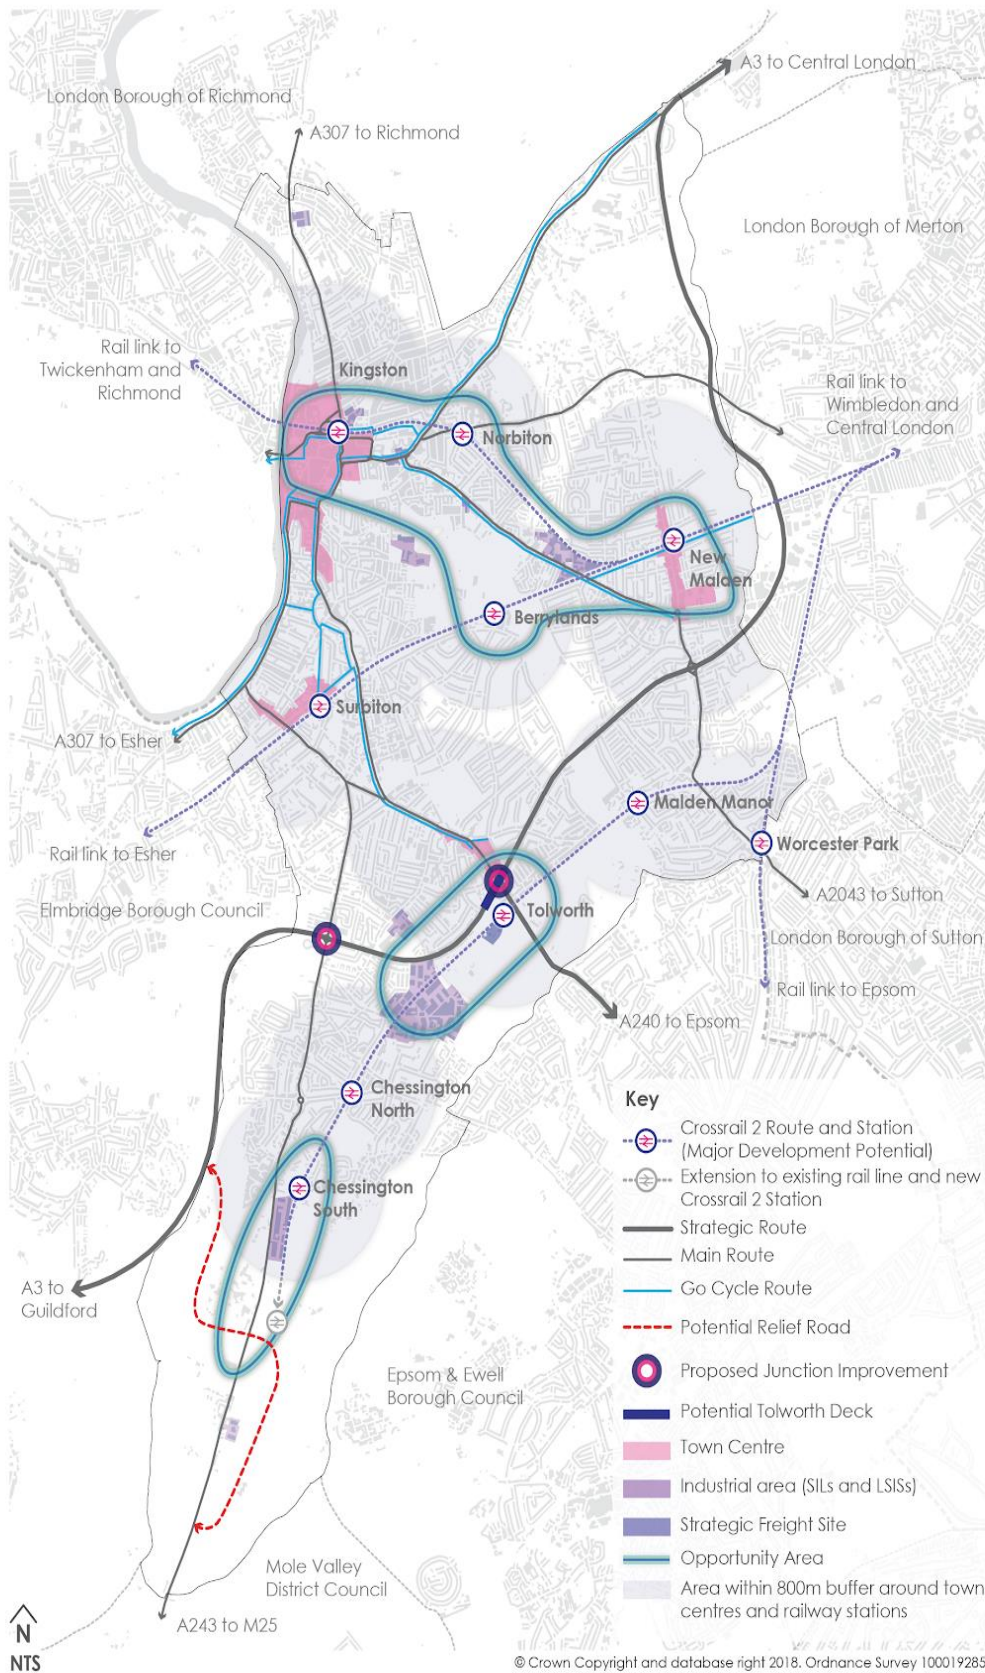 A3 to Central London
London Borough of Richmond
A307 to Richmond
London Borough of Merton
Rail link to
Twickenham and
Richmond
Kingston
Rail link to
Wimbledon and
Central London
Norbiton
New
Malden
Berrylands
Surbiton
A307 to Esher
Malden Manor
Worcester Park
Rail link to Esher
A2043 to Sutton
Elmbridge Borough Council
Tolworth
London Borough of Sutton
Rail link to Epsom
A240 to Epsom
Chessington
North
Chessington
South
A3 to
Guildford
Epsom & Ewell
Borough Council
Mole Valley
District Council
A243 to M25
Key
Crossrail 2 Route and Station
(Major Development Potential)
Extension to existing rail line and new
Crossrail 2 Station
Strategic Route
Main Route
Go Cycle Route
Potential Relief Road
Proposed Junction Improvement
Potential Tolworth Deck
Town Centre
Industrial area (SILs and LSISs)
Strategic Freight Site
Opportunity Area
Area within 800m buffer around town
centres and railway stations
N
NTS
© Crown Copyright and database right 2018. Ordnance Survey 100019285